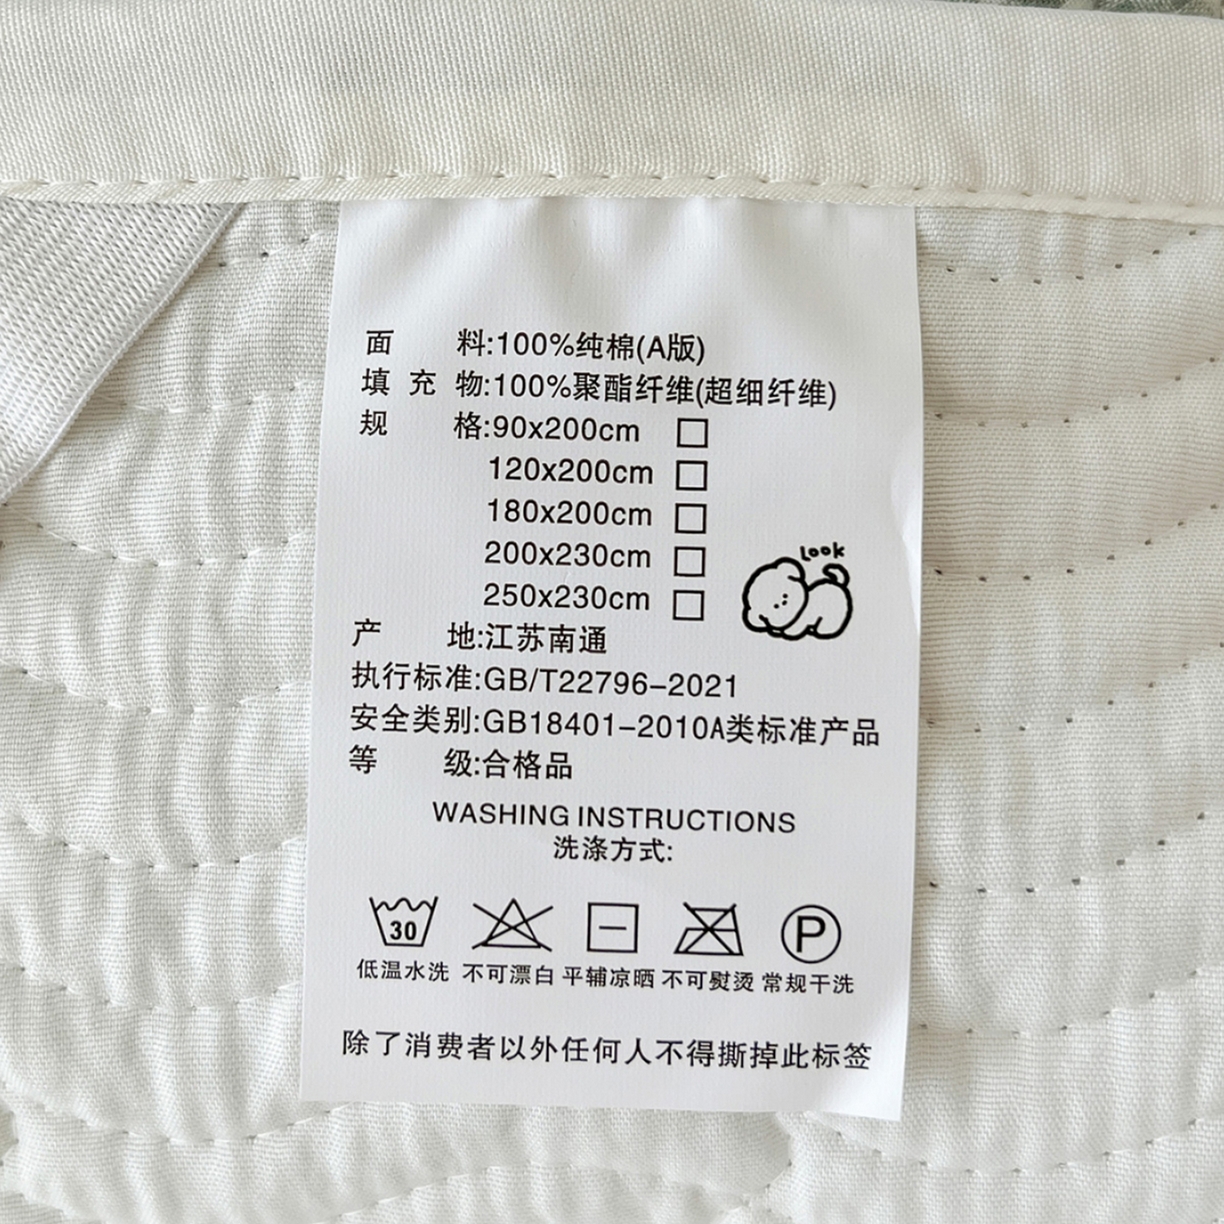 面 料:100%纯棉(A版)
填 充 物:100%聚酯纤维(超细纤维)
规 格:90x200cm □
120x200cm □
180x200cm □
200x230cm □
250x230cm □
look
产 地:江苏南通
执行标准:GB/T22796-2021
安全类别:GB18401-2010A类标准产品
等 级:合格品
WASHING INSTRUCTIONS
洗涤方式:
30 P
低温水洗 不可漂白 平辅凉晒 不可熨烫 常规干洗
除了消费者以外任何人不得撕掉此标签